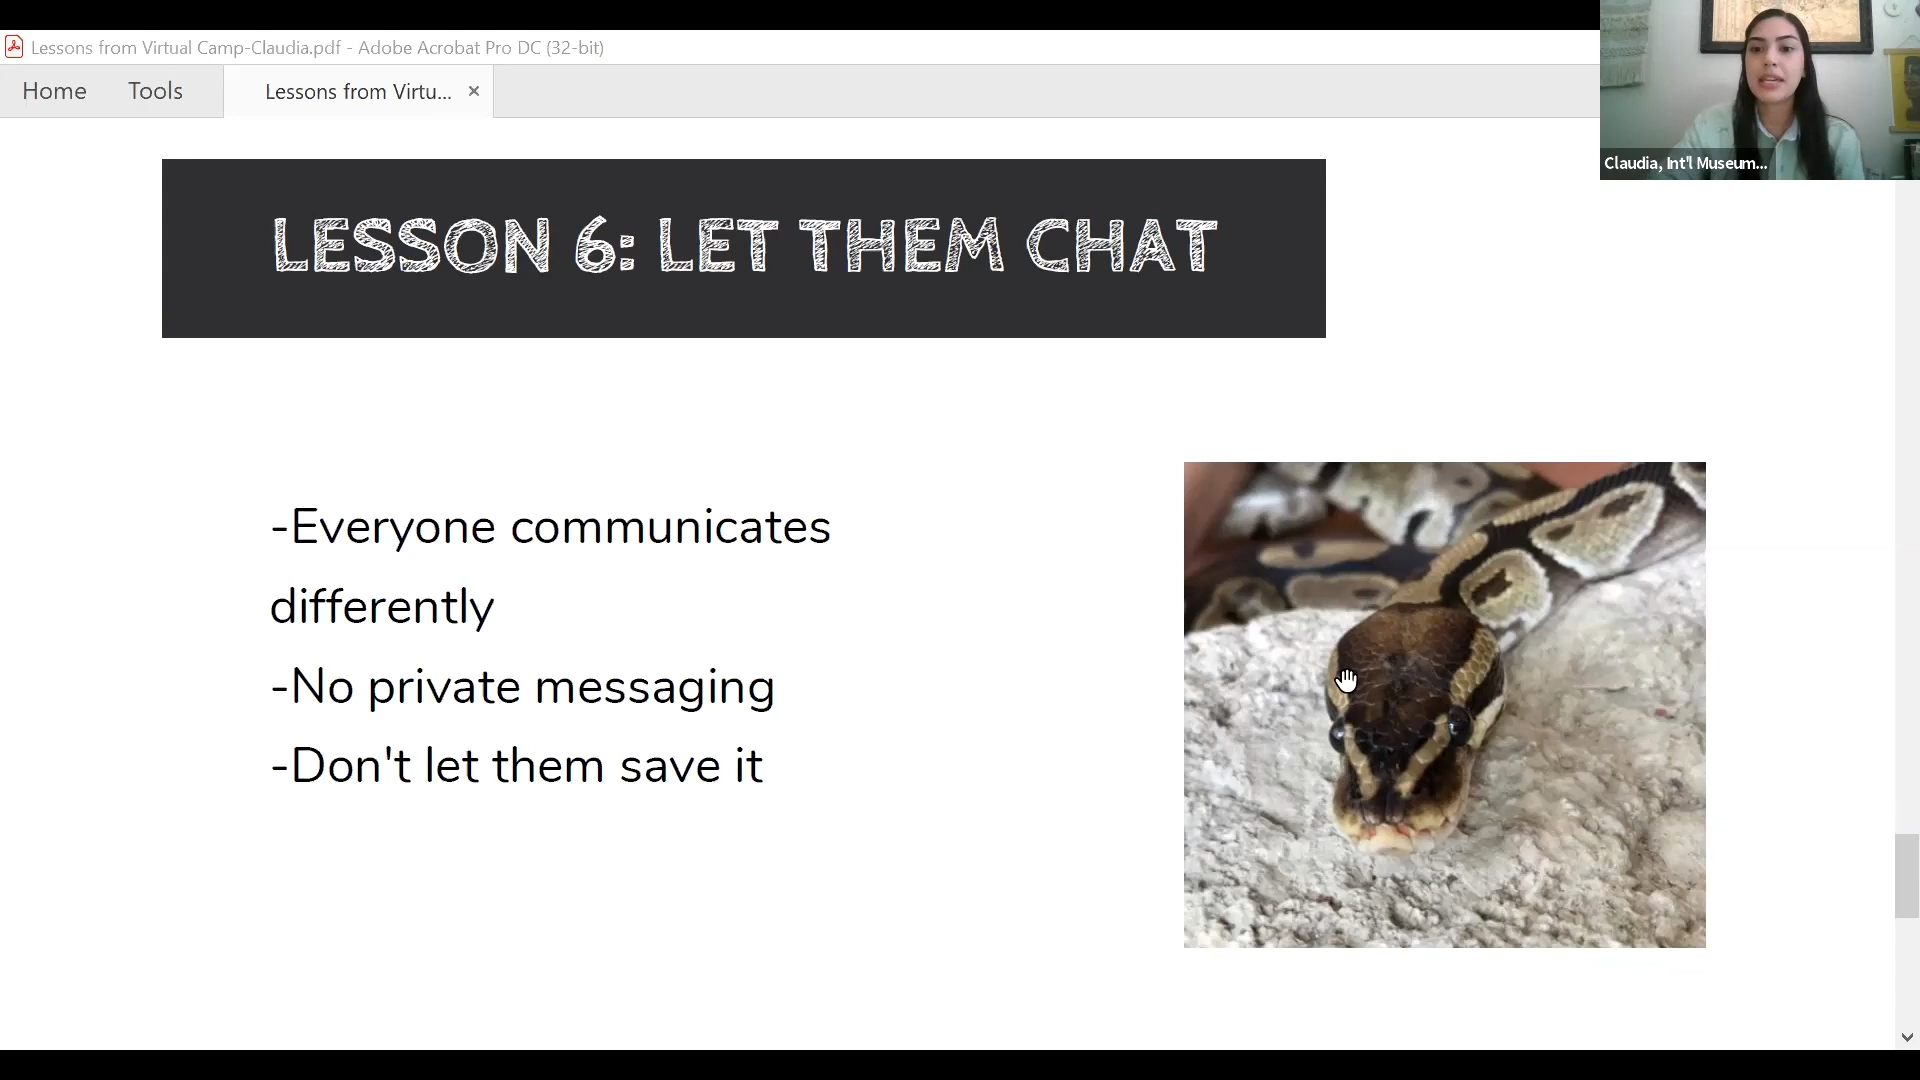 Lessons from Virtual Camp-Claudia.pdf - Adobe Acrobat Pro DC (32-bit)
Home Tools Lessons from Virtu... ×
Claudia, Int'l Museum...
LESSON 6: LET THEM CHAT
-Everyone communicates
differently
-No private messaging
-Don't let them save it